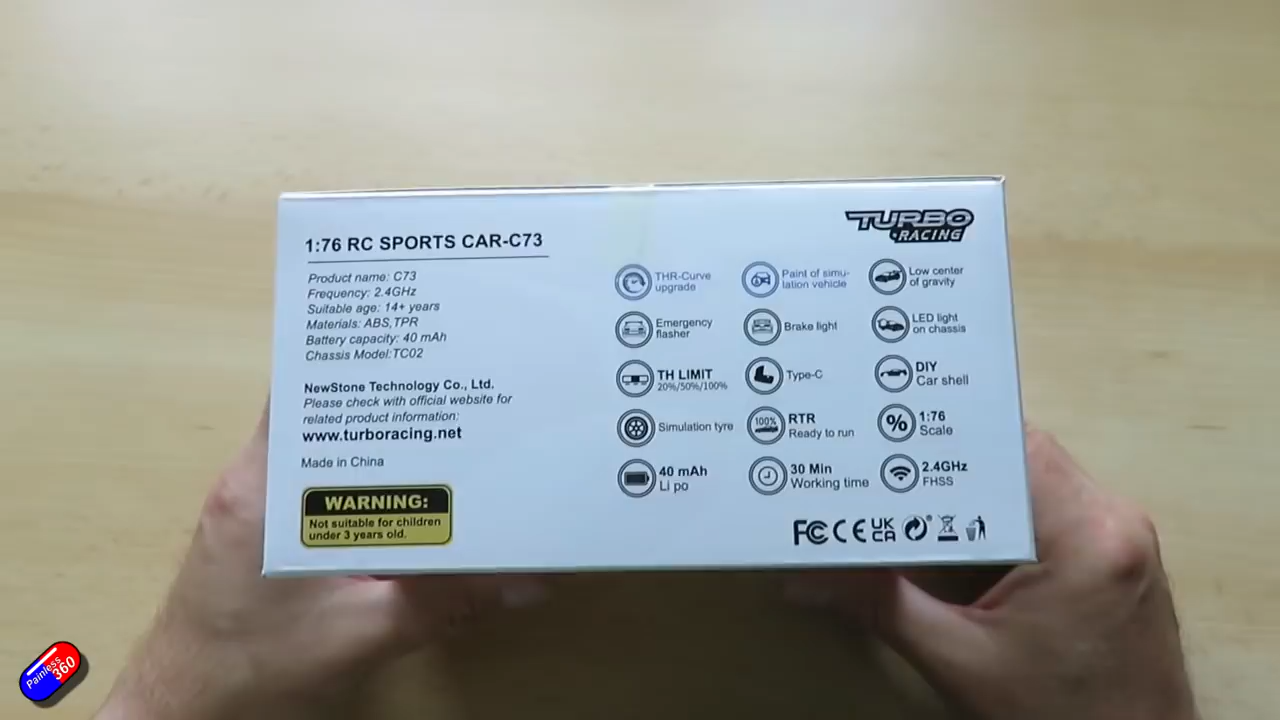 1:76 RC SPORTS CAR-C73
Product name: C73
Frequency: 2.4GHz
Suitable age: 14+ years
Materials: ABS,TPR
Battery capacity: 40 mAh
Chassis Model:TC02
NewStone Technology Co., Ltd.
Please check with official website for
related product information:
www.turboracing.net
Made in China
WARNING:
Not suitable for children
under 3 years old.
TURBO
RACING
THR-Curve
upgrade
Paint of simu-
lation vehicle
Low center
of gravity
Emergency
flasher
Brake light
LED light
on chassis
TH LIMIT
20%/50%/100%
Type-C
DIY
Car shell
Simulation tyre
100%
RTR
Ready to run
%
1:76
Scale
40 mAh
Li po
30 Min
Working time
2.4GHz
FHSS
FC CE UK
CA
Painless
360